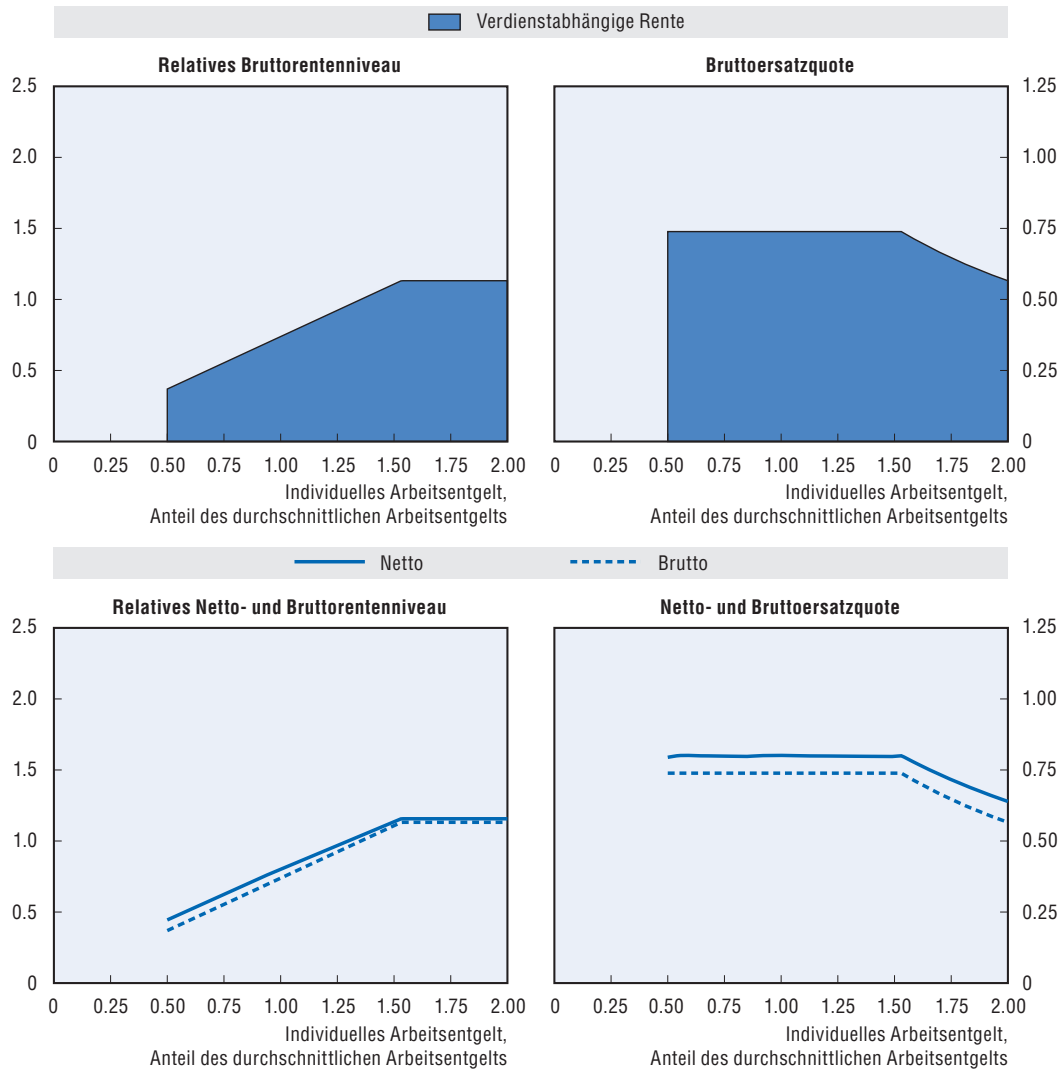 Verdienstabhängige Rente
Relatives Bruttorentenniveau
2.5
2.0
1.5
1.0
0.5
0
0 0.25 0.50 0.75 1.00 1.25 1.50 1.75 2.00
Individuelles Arbeitsentgelt,
Anteil des durchschnittlichen Arbeitsentgelts
Bruttoersatzquote
1.25
1.00
0.75
0.50
0.25
0
0 0.25 0.50 0.75 1.00 1.25 1.50 1.75 2.00
Individuelles Arbeitsentgelt,
Anteil des durchschnittlichen Arbeitsentgelts
Netto Brutto
Relatives Netto- und Bruttorentenniveau
2.5
2.0
1.5
1.0
0.5
0
0 0.25 0.50 0.75 1.00 1.25 1.50 1.75 2.00
Individuelles Arbeitsentgelt,
Anteil des durchschnittlichen Arbeitsentgelts
Netto- und Bruttoersatzquote
1.25
1.00
0.75
0.50
0.25
0
0 0.25 0.50 0.75 1.00 1.25 1.50 1.75 2.00
Individuelles Arbeitsentgelt,
Anteil des durchschnittlichen Arbeitsentgelts